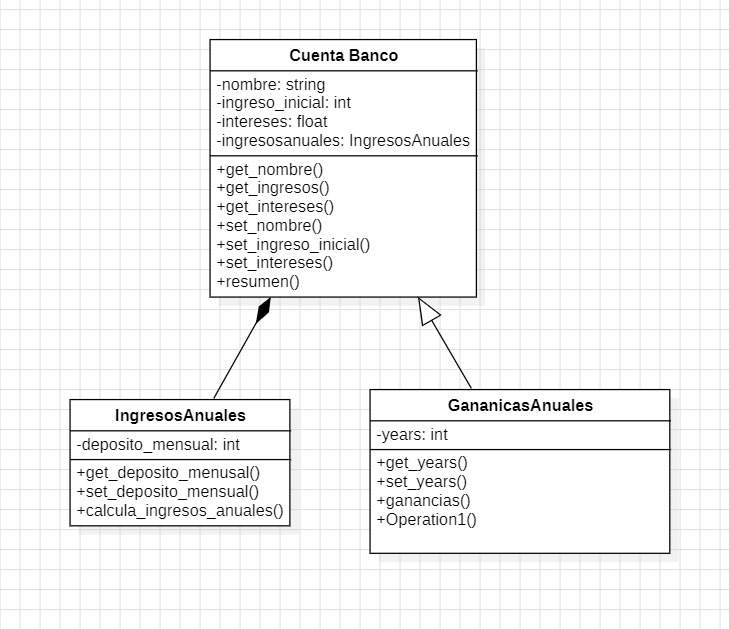 Cuenta Banco
-nombre: string
-ingreso_inicial: int
-intereses: float
-ingresosanuales: IngresosAnuales
+get_nombre()
+get_ingresos()
+get_intereses()
+set_nombre()
+set_ingreso_inicial()
+set_intereses()
+resumen()
IngresosAnuales
-deposito_mensual: int
+get_deposito_menusal()
+set_deposito_mensual()
+calcula_ingresos_anuales()
GananicasAnuales
-years: int
+get_years()
+set_years()
+ganancias()
+Operation1()